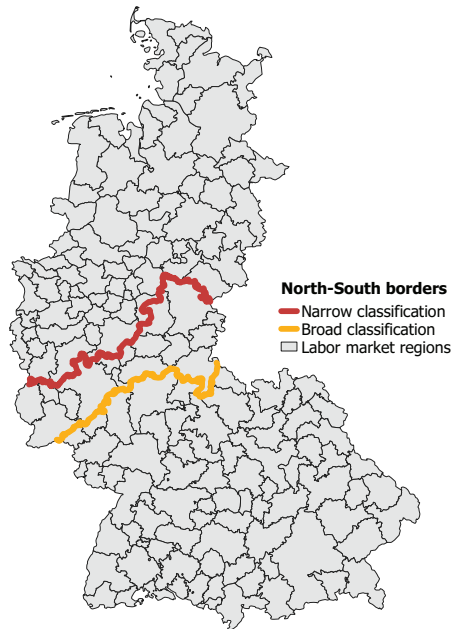 North-South borders
Narrow classification
Broad classification
Labor market regions